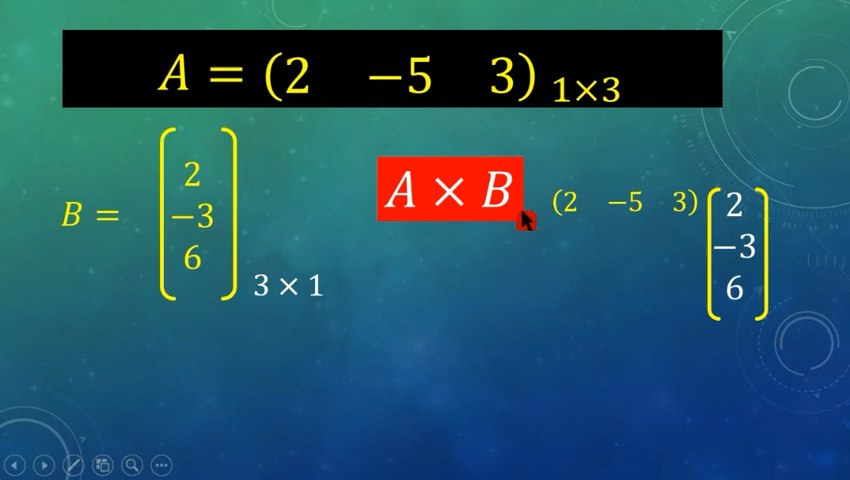 A = (2 −5 3) 1×3
B =
2
−3
6
3 × 1
A × B
(2 −5 3)
2
−3
6